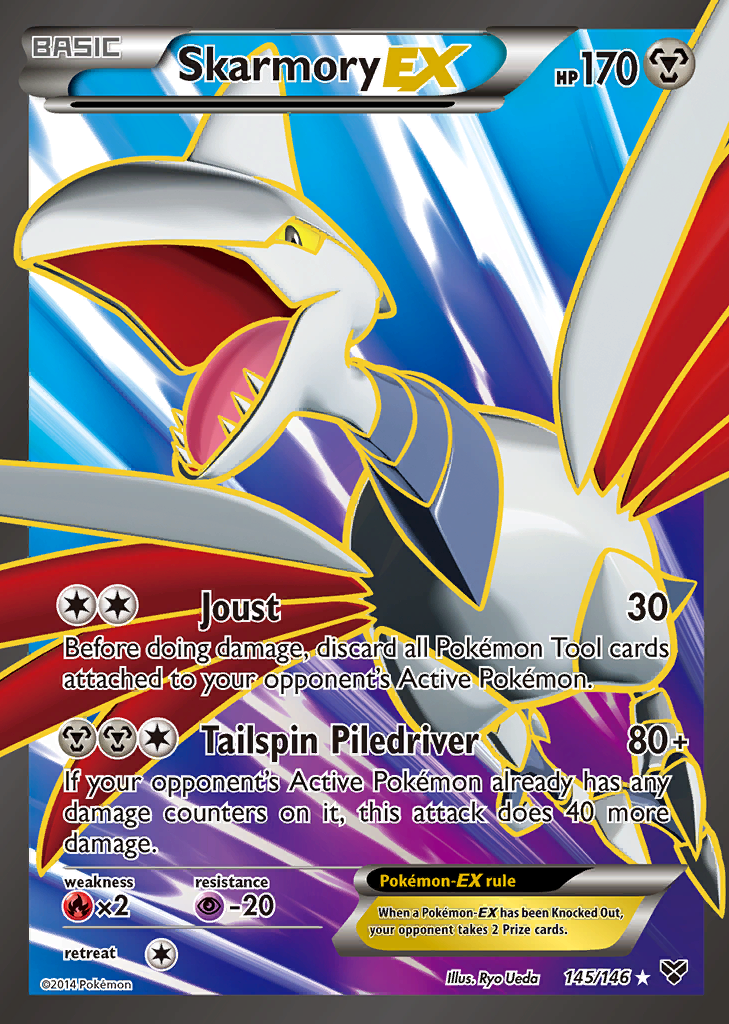 BASIC
Skarmory EX
HP 170
Joust 30
Before doing damage, discard all Pokémon Tool cards
attached to your opponent's Active Pokémon.
Tailspin Piledriver 80+
If your opponent's Active Pokémon already has any
damage counters on it, this attack does 40 more
damage.
weakness resistance
×2 -20
retreat
Pokémon-EX rule
When a Pokémon-EX has been Knocked Out,
your opponent takes 2 Prize cards.
©2014 Pokémon
Illus. Ryo Ueda 145/146 ★